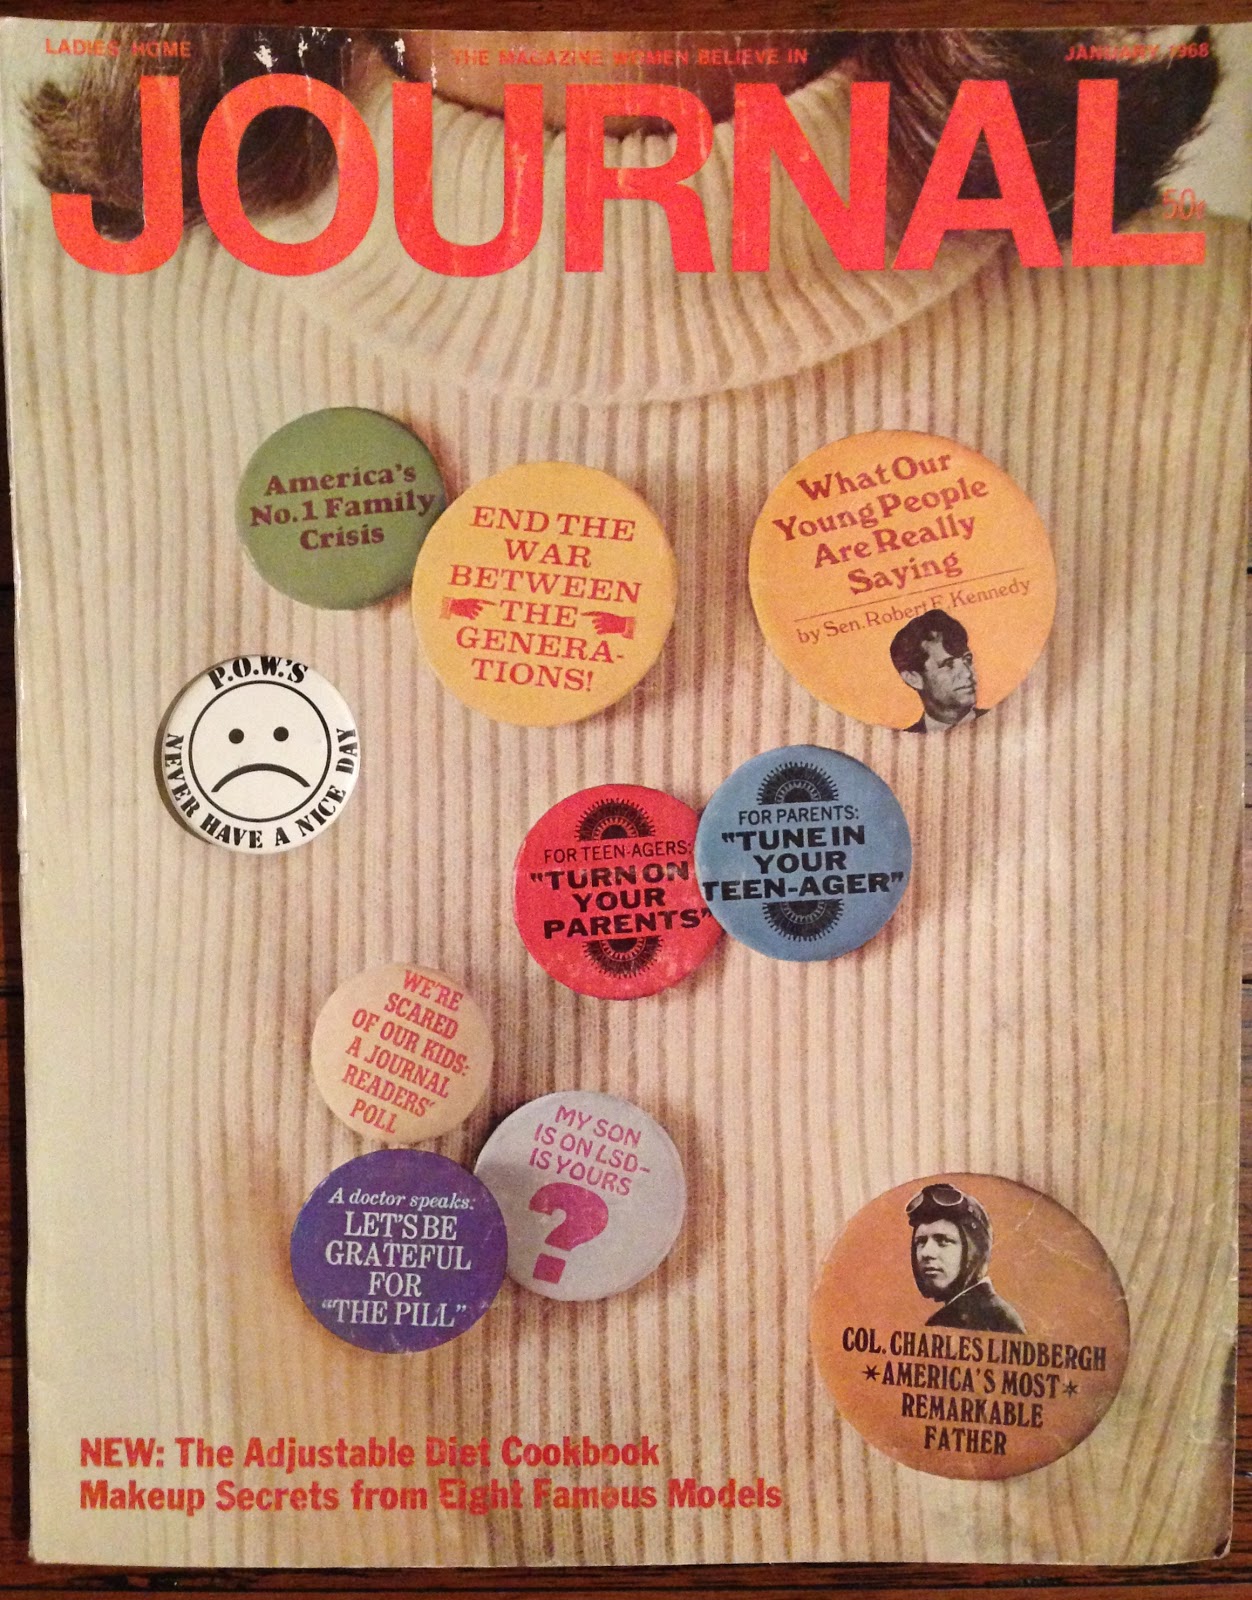 LADIES' HOME
THE MAGAZINE WOMEN BELIEVE IN
JANUARY 1968
JOURNAL
50¢
America's
No. 1 Family
Crisis
END THE
WAR
BETWEEN
THE
GENERA-
TIONS!
What Our
Young People
Are Really
Saying
by Sen. Robert F. Kennedy
P.O.W.'S
NEVER HAVE A NICE DAY
FOR TEEN-AGERS:
"TURN ON
YOUR
PARENTS"
FOR PARENTS:
"TUNE IN
YOUR
TEEN-AGER"
WE'RE
SCARED
OF OUR KIDS:
A JOURNAL
READERS'
POLL
MY SON
IS ON LSD-
IS YOURS
?
A doctor speaks:
LET'S BE
GRATEFUL
FOR
"THE PILL"
COL. CHARLES LINDBERGH
*AMERICA'S MOST*
REMARKABLE
FATHER
NEW: The Adjustable Diet Cookbook
Makeup Secrets from Eight Famous Models